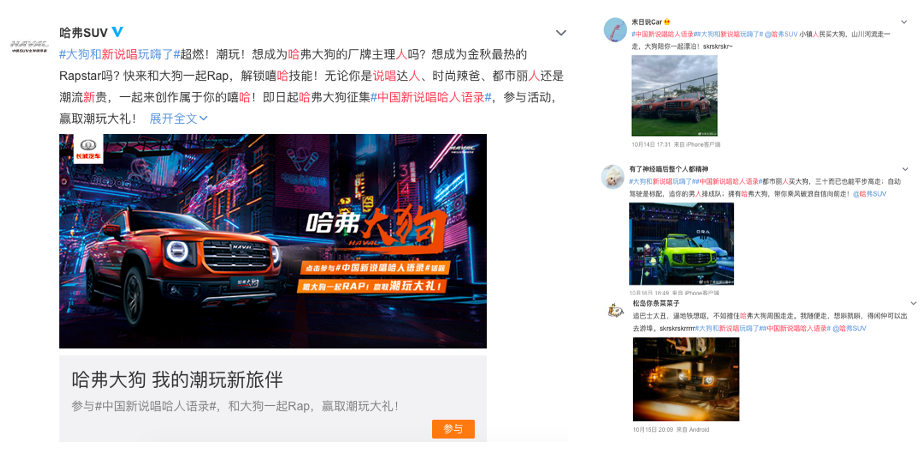 哈弗SUV
#大狗和新说唱玩嗨了#超燃！潮玩！想成为哈弗大狗的厂牌主理人吗？想成为金秋最热的
Rapstar吗？快来和大狗一起Rap，解锁嘻哈技能！无论你是说唱达人、时尚辣爸、都市丽人还是
潮流新贵，一起来创作属于你的嘻哈！即日起哈弗大狗征集#中国新说唱哈人语录#，参与活动，
赢取潮玩大礼！ 展开全文
长城汽车
HAVAL
哈弗大狗
HAVAL
点击参与#中国新说唱哈人语录#话题
跟大狗一起RAP！赢取潮玩大礼！
哈弗大狗 我的潮玩新旅伴
参与#中国新说唱哈人语录#，和大狗一起Rap，赢取潮玩大礼！
参与
末日说Car
#中国新说唱哈人语录##大狗和新说唱玩嗨了# @哈弗SUV 小镇人民买大狗，山川河流走一
走，大狗陪你一起漂泊！skrskrskr~
10月14日 17:31 来自 iPhone客户端
有了神经喵后整个人都精神
#大狗和新说唱玩嗨了##中国新说唱哈人语录#都市丽人买大狗，三十而已也能平步高走；自动
驾驶是标配，追你的男人排成队；拥有哈弗大狗，带你乘风破浪自信向前走！@哈弗SUV
10月16日 18:48 来自 iPhone客户端
松岛你条菜菜子
追巴士太丑，逼地铁想呕，不如搭住哈弗大狗周围走走。我随便走，想瞓就瞓，得闲仲可以出
去游埠。skrskrskrrrrr#大狗和新说唱玩嗨了##中国新说唱哈人语录# @哈弗SUV
10月15日 20:09 来自 Android